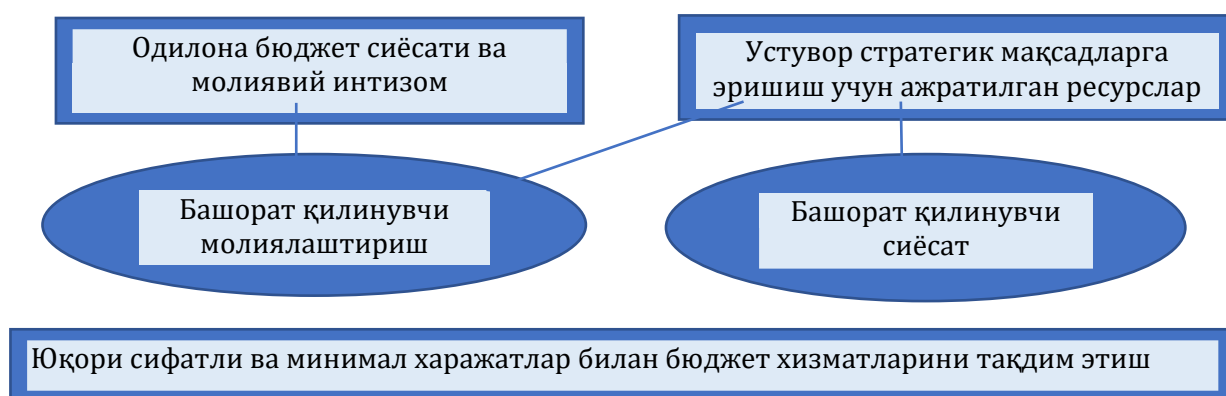 Одилона бюджет сиёсати ва
молиявий интизом
Устувор стратегик мақсадларга
эришиш учун ажратилган ресурслар
Башорат қилинувчи
молиялаштириш
Башорат қилинувчи
сиёсат
Юқори сифатли ва минимал харажатлар билан бюджет хизматларини тақдим этиш